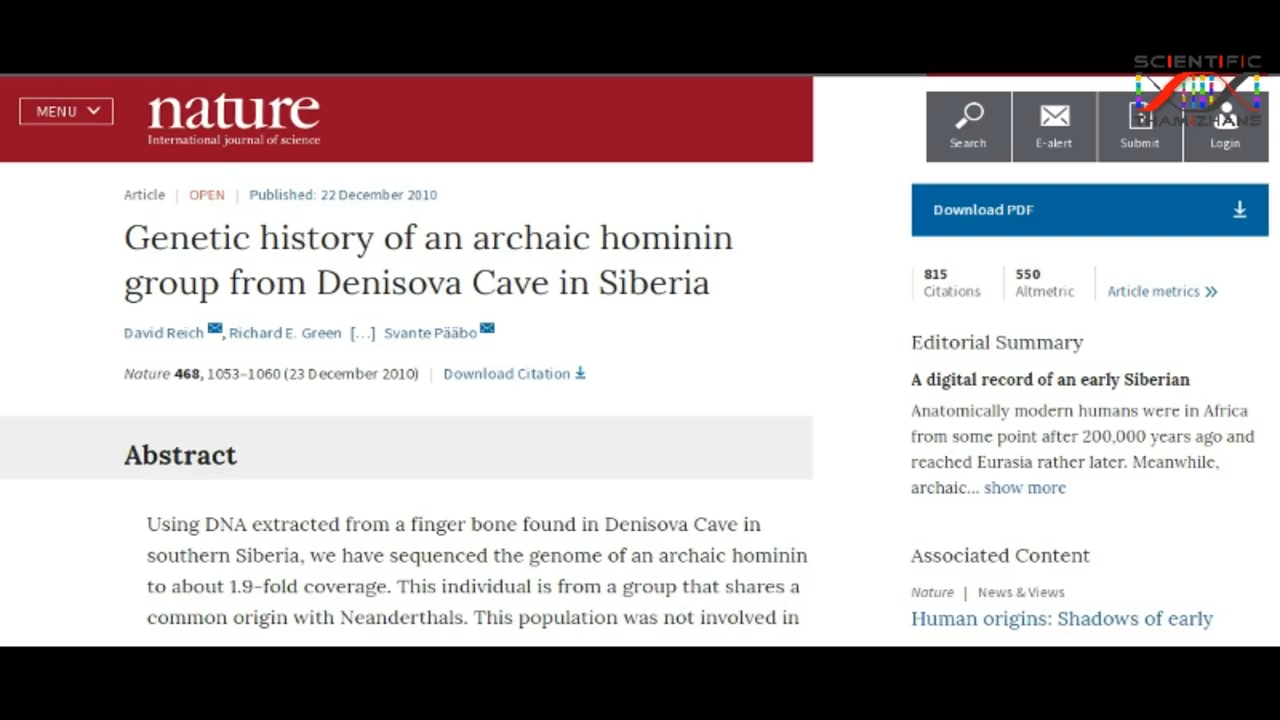 SCIENTIFIC
THAMIZHANS
MENU
nature
International journal of science
Search
E-alert
Submit
Login
Article | OPEN | Published: 22 December 2010
Genetic history of an archaic hominin
group from Denisova Cave in Siberia
David Reich, Richard E. Green […] Svante Pääbo
Nature 468, 1053–1060 (23 December 2010) | Download Citation
Abstract
Using DNA extracted from a finger bone found in Denisova Cave in
southern Siberia, we have sequenced the genome of an archaic hominin
to about 1.9-fold coverage. This individual is from a group that shares a
common origin with Neanderthals. This population was not involved in
Download PDF
815
Citations
550
Altmetric
Article metrics
Editorial Summary
A digital record of an early Siberian
Anatomically modern humans were in Africa
from some point after 200,000 years ago and
reached Eurasia rather later. Meanwhile,
archaic... show more
Associated Content
Nature | News & Views
Human origins: Shadows of early